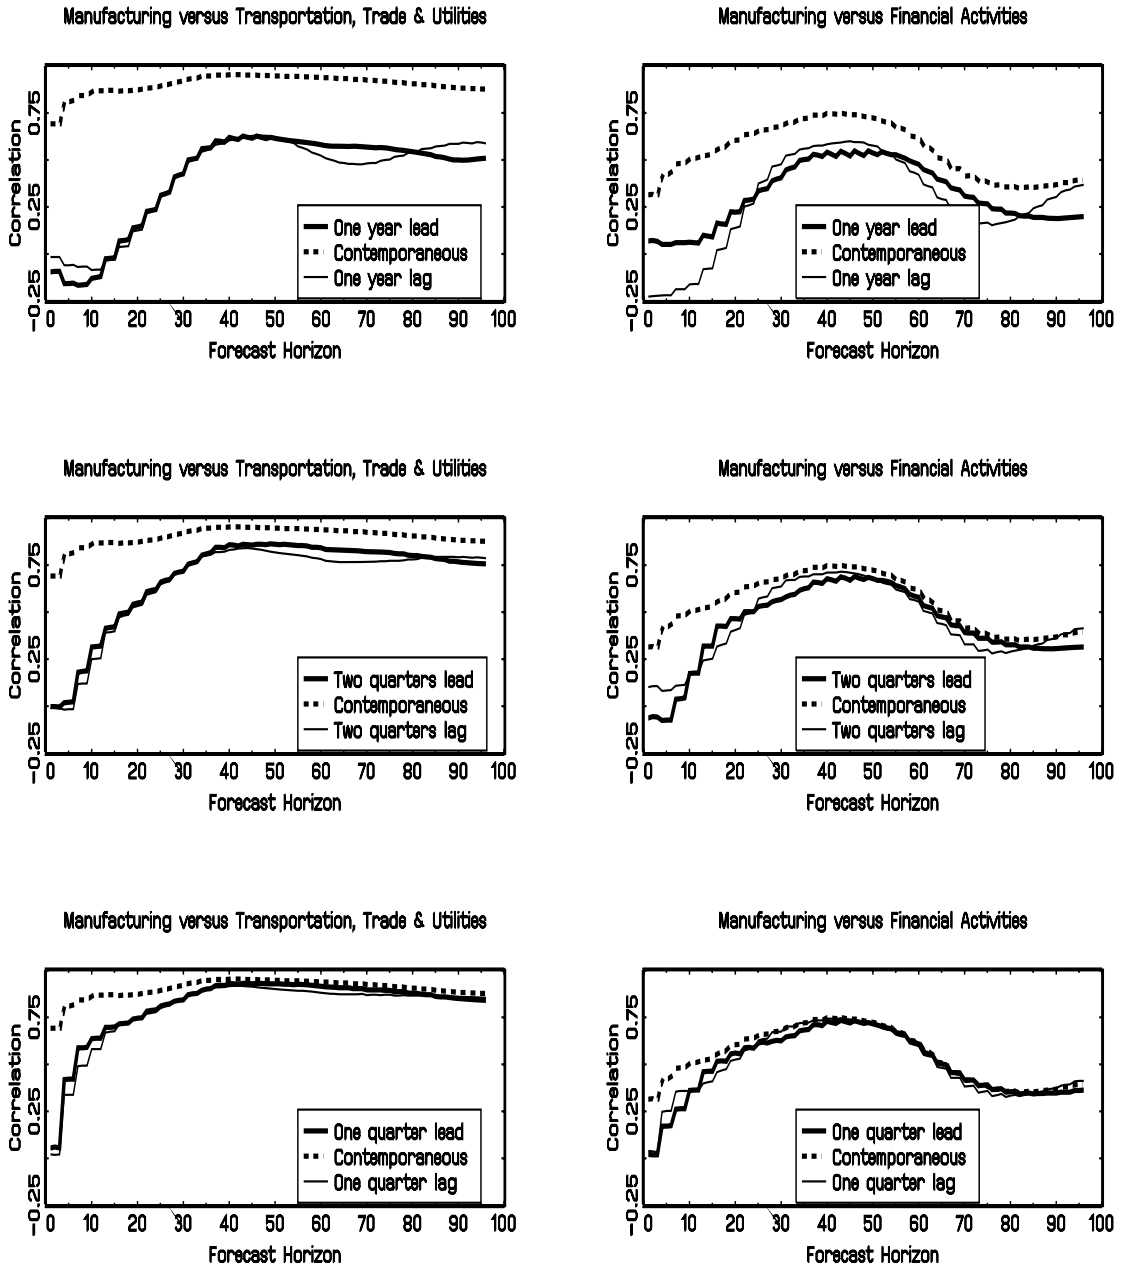 Manufacturing versus Transportation, Trade & Utilities
Correlation
0.75
0.25
-0.25
One year lead
Contemporaneous
One year lag
0 10 20 30 40 50 60 70 80 90 100
Forecast Horizon
Manufacturing versus Financial Activities
Correlation
0.75
0.25
-0.25
One year lead
Contemporaneous
One year lag
0 10 20 30 40 50 60 70 80 90 100
Forecast Horizon
Manufacturing versus Transportation, Trade & Utilities
Correlation
0.75
0.25
-0.25
Two quarters lead
Contemporaneous
Two quarters lag
0 10 20 30 40 50 60 70 80 90 100
Forecast Horizon
Manufacturing versus Financial Activities
Correlation
0.75
0.25
-0.25
Two quarters lead
Contemporaneous
Two quarters lag
0 10 20 30 40 50 60 70 80 90 100
Forecast Horizon
Manufacturing versus Transportation, Trade & Utilities
Correlation
0.75
0.25
-0.25
One quarter lead
Contemporaneous
One quarter lag
0 10 20 30 40 50 60 70 80 90 100
Forecast Horizon
Manufacturing versus Financial Activities
Correlation
0.75
0.25
-0.25
One quarter lead
Contemporaneous
One quarter lag
0 10 20 30 40 50 60 70 80 90 100
Forecast Horizon